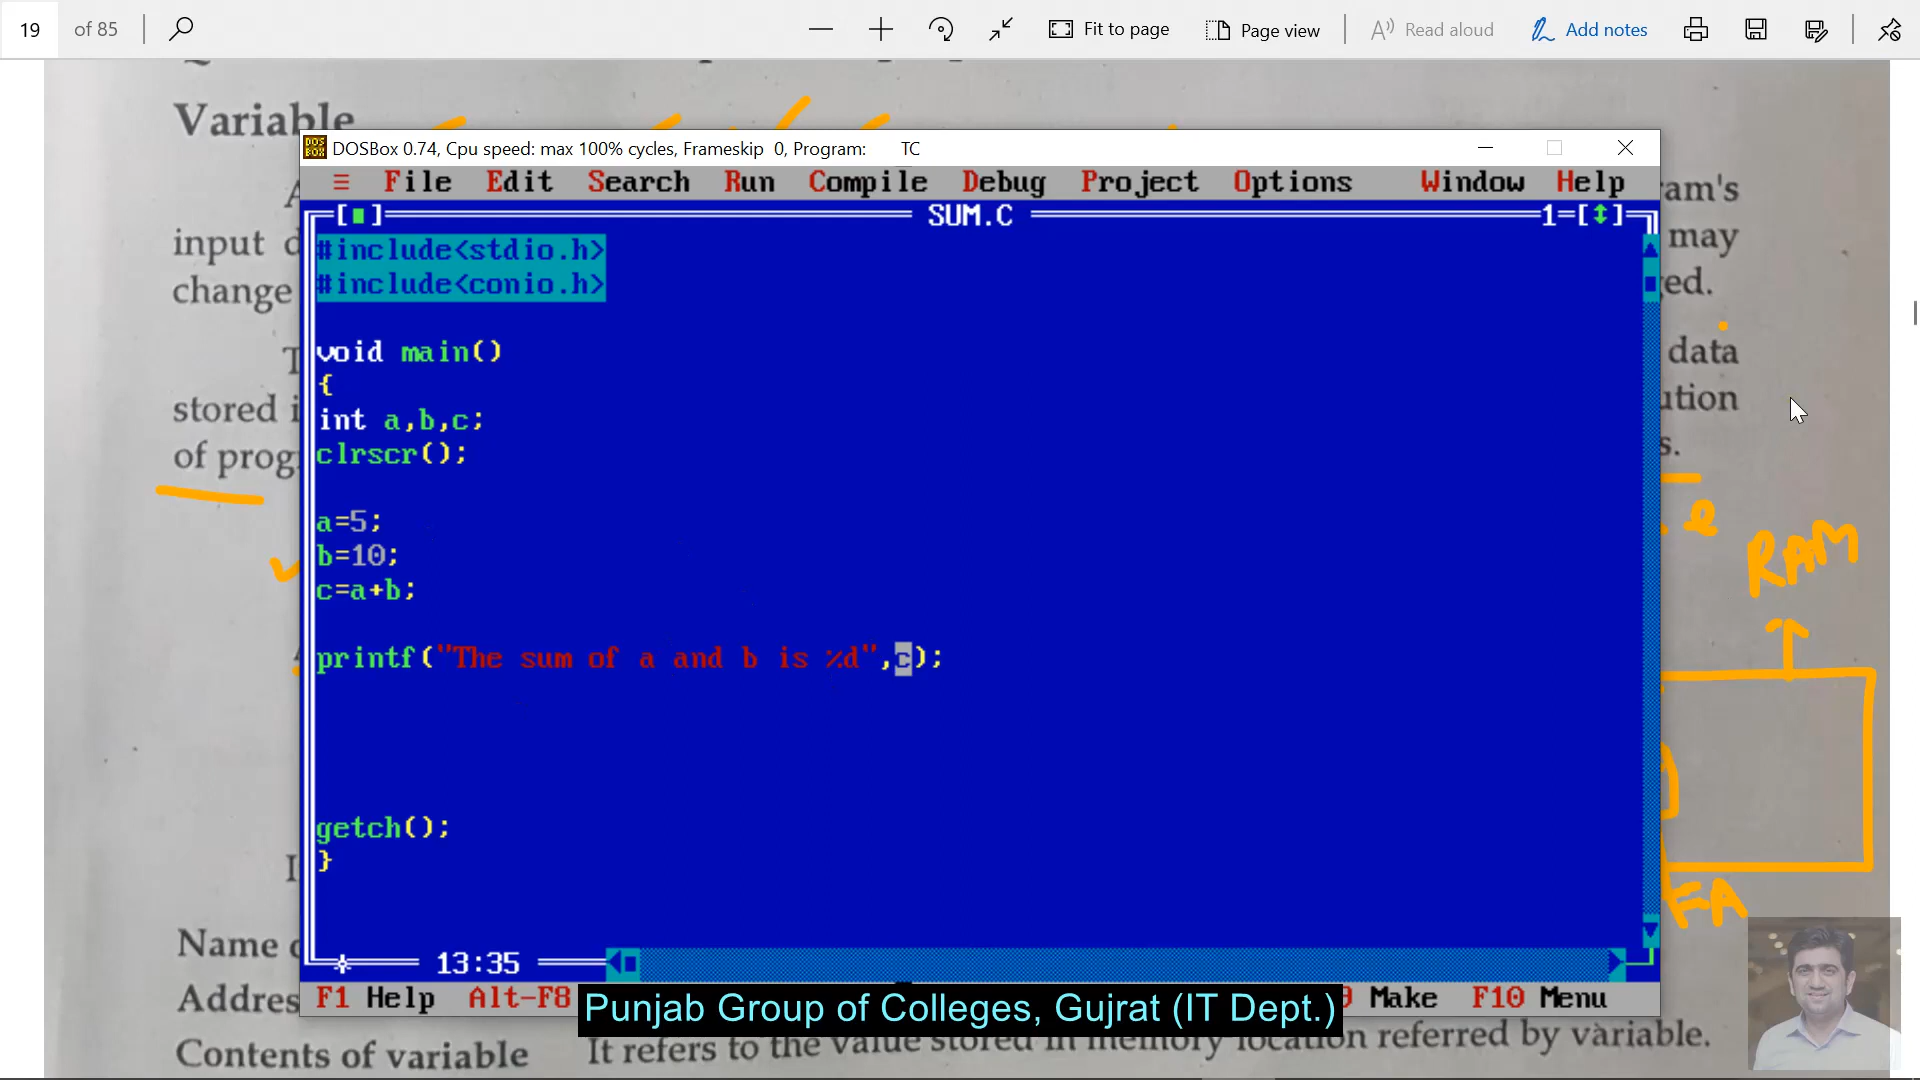 19 of 85 Fit to page Page view Read aloud Add notes
Variable
DOSBox 0.74, Cpu speed: max 100% cycles, Frameskip 0, Program: TC
≡ File Edit Search Run Compile Debug Project Options Window Help
[■] SUM.C 1=[↕]
#include<stdio.h>
#include<conio.h>
void main()
{
int a,b,c;
clrscr();
a=5;
b=10;
c=a+b;
printf("The sum of a and b is %d",c);
getch();
}
13:35
F1 Help Alt-F8 Make F10 Menu
ram's
input may
change ed.
data
stored ution
of prog s.
e
RAM
FA
Name
Addres
Punjab Group of Colleges, Gujrat (IT Dept.)
Contents of variable It refers to the value stored in memory location referred by variable.